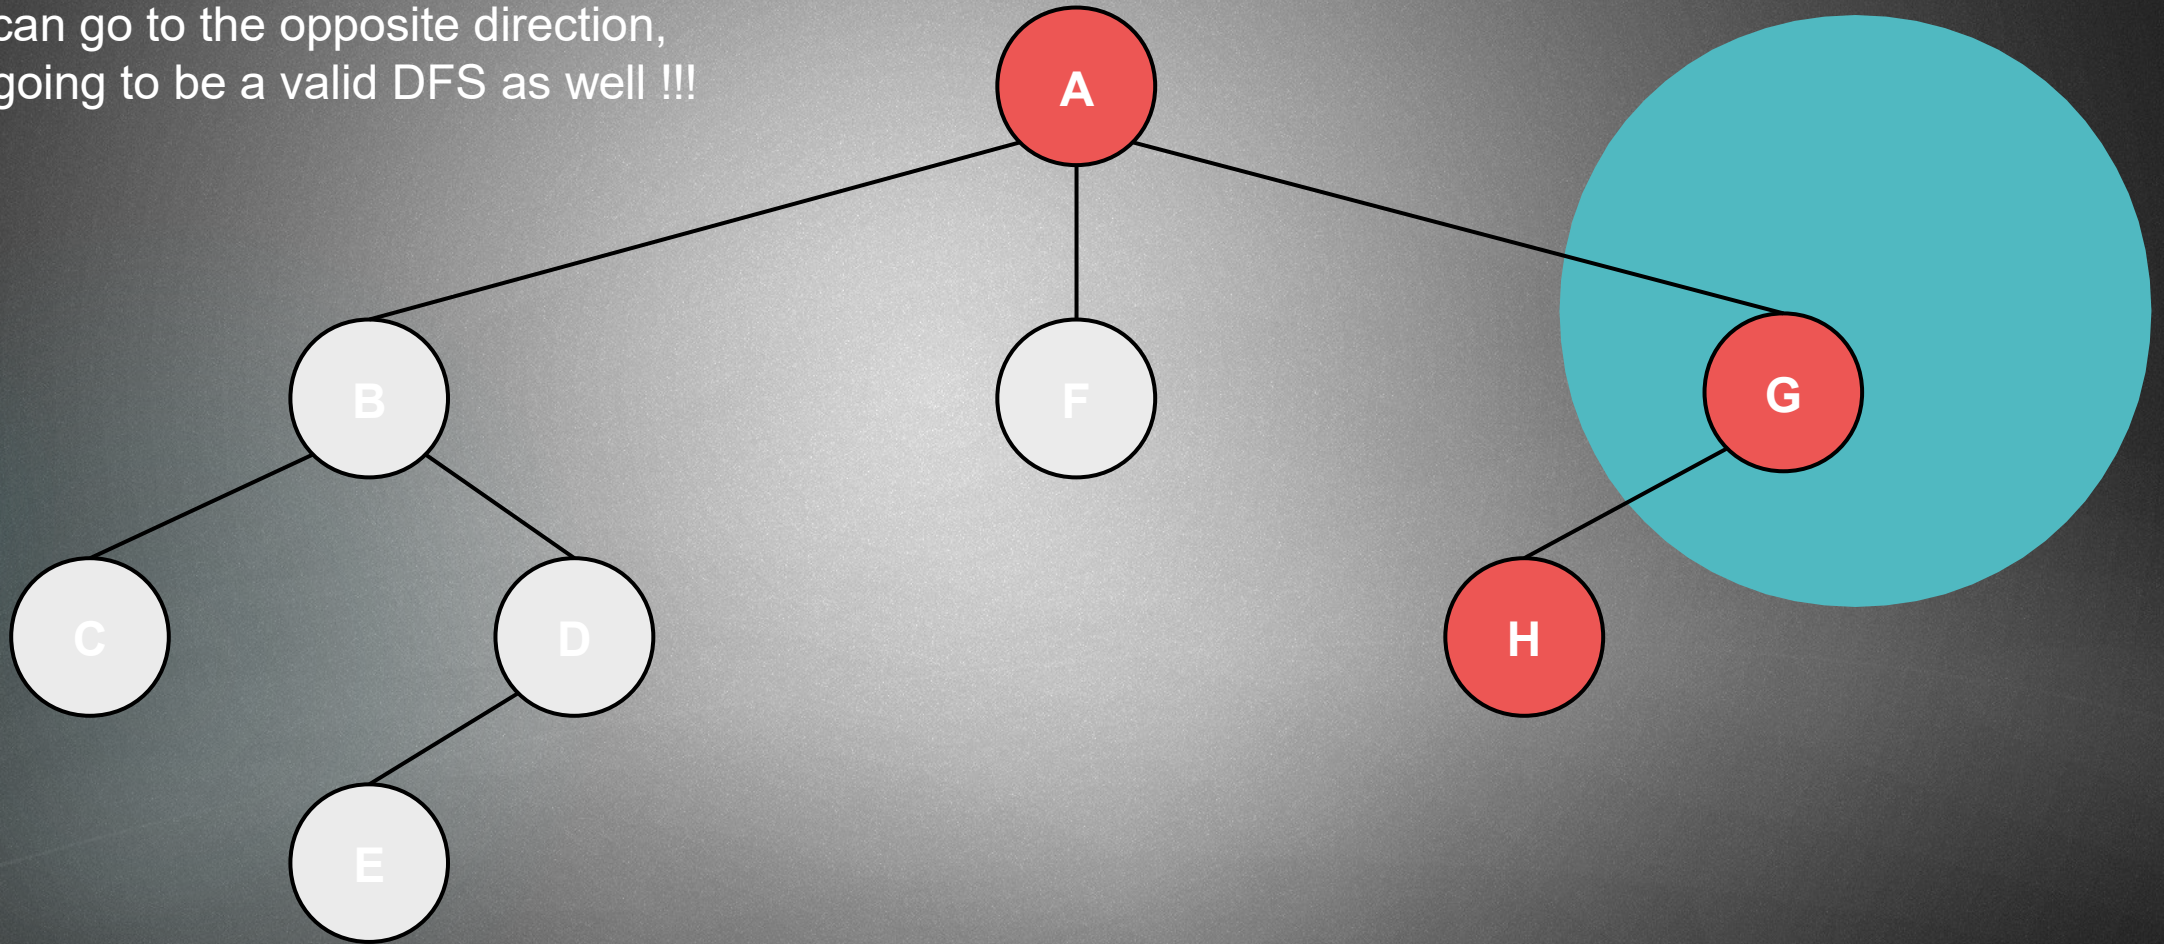 can go to the opposite direction,
going to be a valid DFS as well !!!
A
B
F
G
C
D
H
E